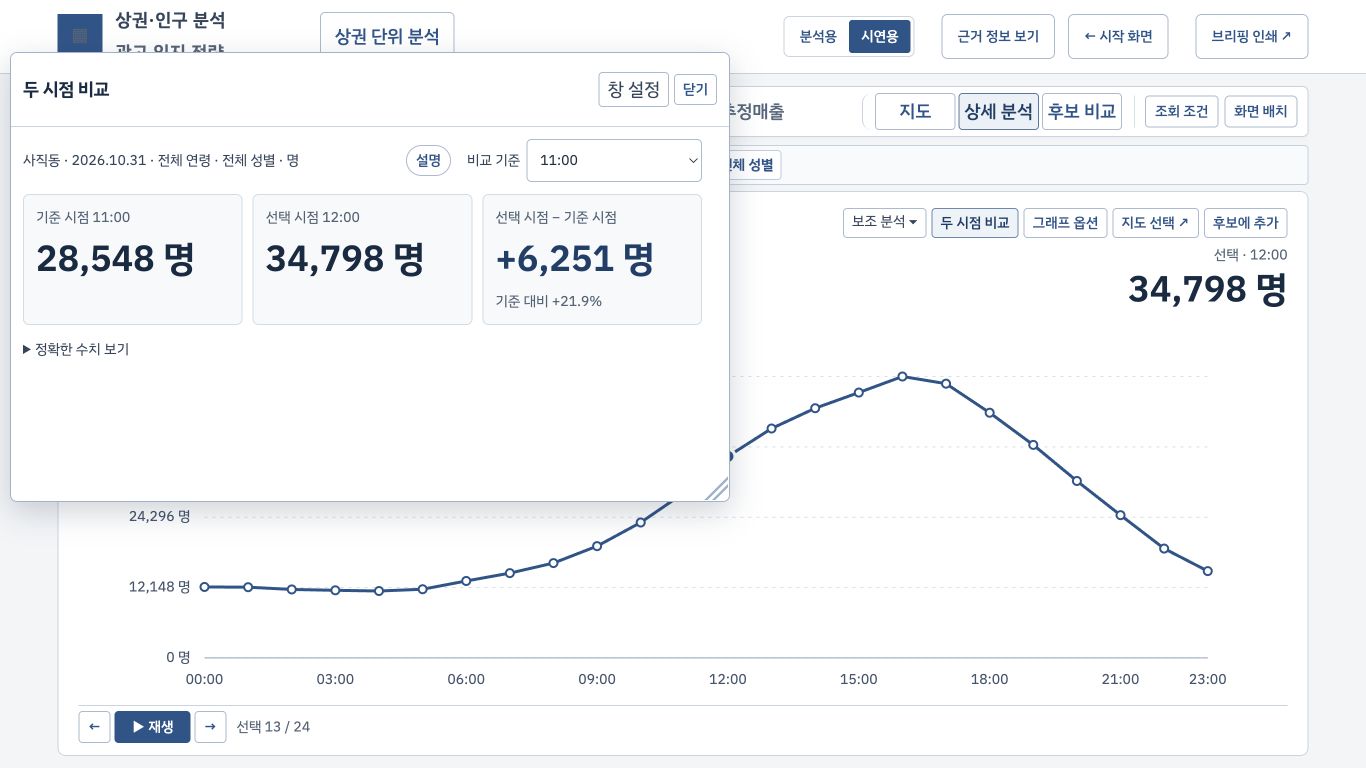 상권·인구 분석
광고 입지 전략
상권 단위 분석
분석용
시연용
근거 정보 보기
← 시작 화면
브리핑 인쇄 ↗
두 시점 비교
창 설정
닫기
추정매출
지도
상세 분석
후보 비교
조회 조건
화면 배치
사직동 · 2026.10.31 · 전체 연령 · 전체 성별 · 명
설명
비교 기준
11:00
전체 성별
기준 시점 11:00
28,548 명
선택 시점 12:00
34,798 명
선택 시점 − 기준 시점
+6,251 명
기준 대비 +21.9%
▶ 정확한 수치 보기
보조 분석 ▾
두 시점 비교
그래프 옵션
지도 선택 ↗
후보에 추가
선택 · 12:00
34,798 명
24,296 명
12,148 명
0 명
00:00
03:00
06:00
09:00
12:00
15:00
18:00
21:00
23:00
←
▶ 재생
→
선택 13 / 24